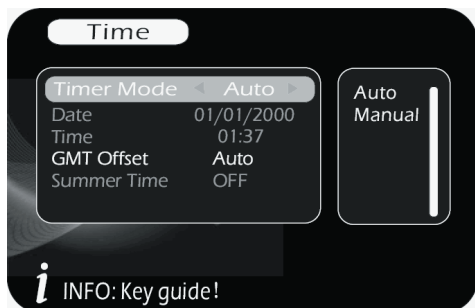 Time
Timer Mode Auto
Date 01/01/2000
Time 01:37
GMT Offset Auto
Summer Time OFF
Auto
Manual
i INFO: Key guide!